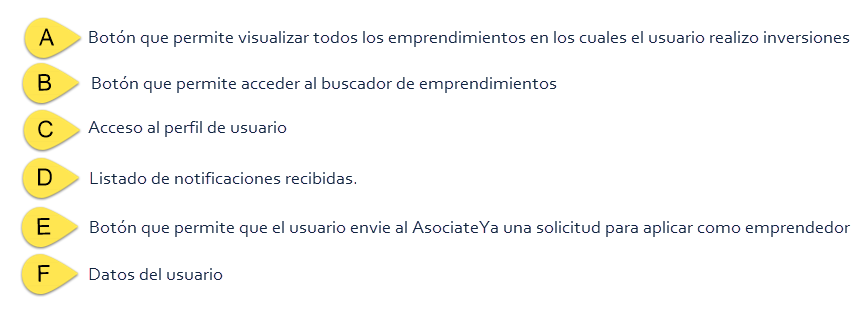 A Botón que permite visualizar todos los emprendimientos en los cuales el usuario realizo inversiones
B Botón que permite acceder al buscador de emprendimientos
C Acceso al perfil de usuario
D Listado de notificaciones recibidas.
E Botón que permite que el usuario envie al AsociateYa una solicitud para aplicar como emprendedor
F Datos del usuario